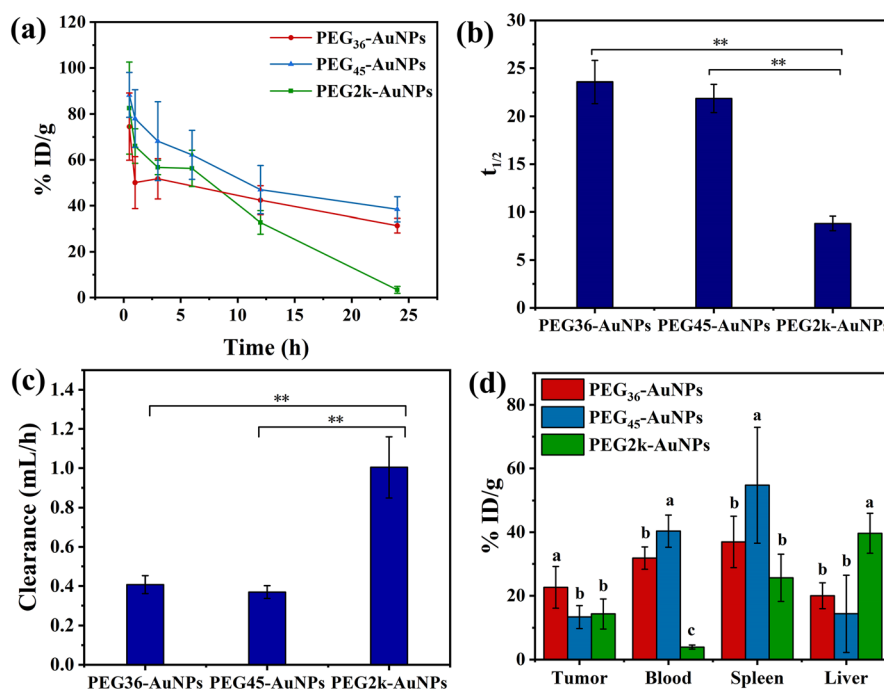 (a)
PEG36-AuNPs
PEG45-AuNPs
PEG2k-AuNPs
120
100
80
60
40
20
0
% ID/g
0 5 10 15 20 25
Time (h)
(b)
**
**
30
25
20
15
10
5
0
t1/2
PEG36-AuNPs PEG45-AuNPs PEG2k-AuNPs
(c)
**
**
1.4
1.2
1.0
0.8
0.6
0.4
0.2
0.0
Clearance (mL/h)
PEG36-AuNPs PEG45-AuNPs PEG2k-AuNPs
(d)
PEG36-AuNPs
PEG45-AuNPs
PEG2k-AuNPs
80
60
40
20
0
% ID/g
a b b
b a c
b a b
b b a
Tumor Blood Spleen Liver